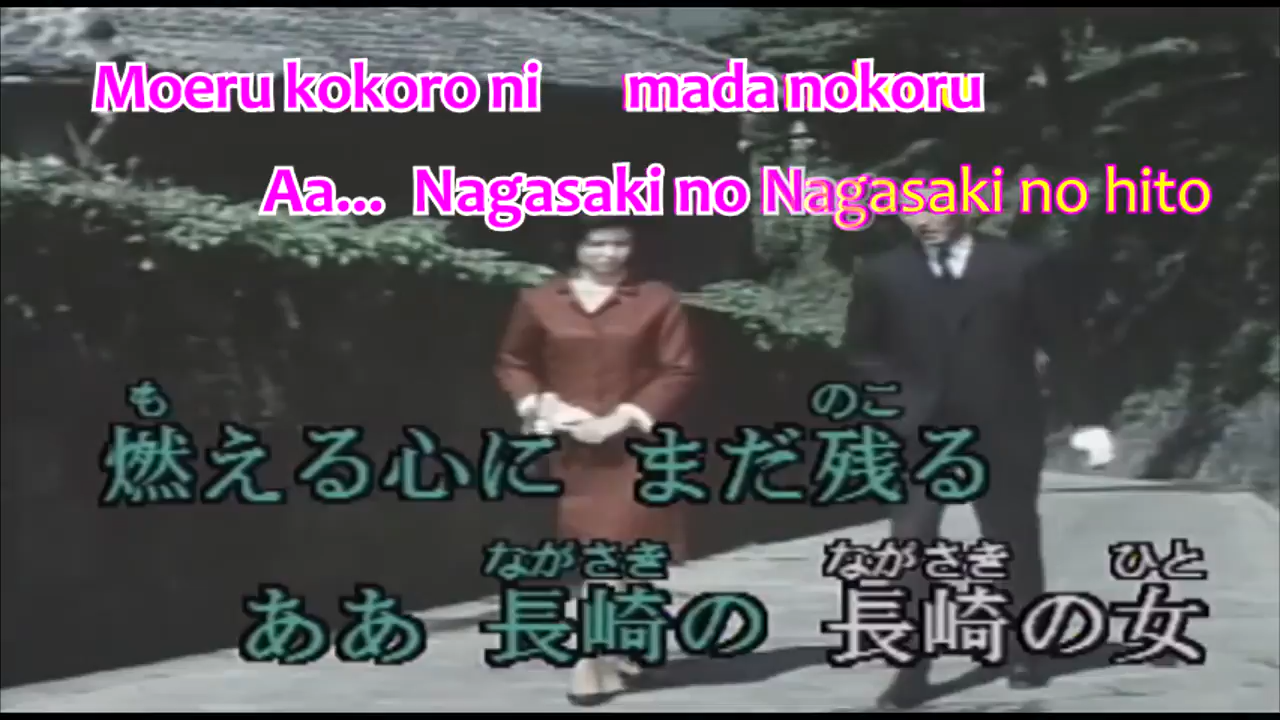 Moeru kokoro ni mada nokoru
Aa... Nagasaki no Nagasaki no hito
も のこ
燃える心に まだ残る
ながさき ながさき ひと
ああ 長崎の 長崎の女